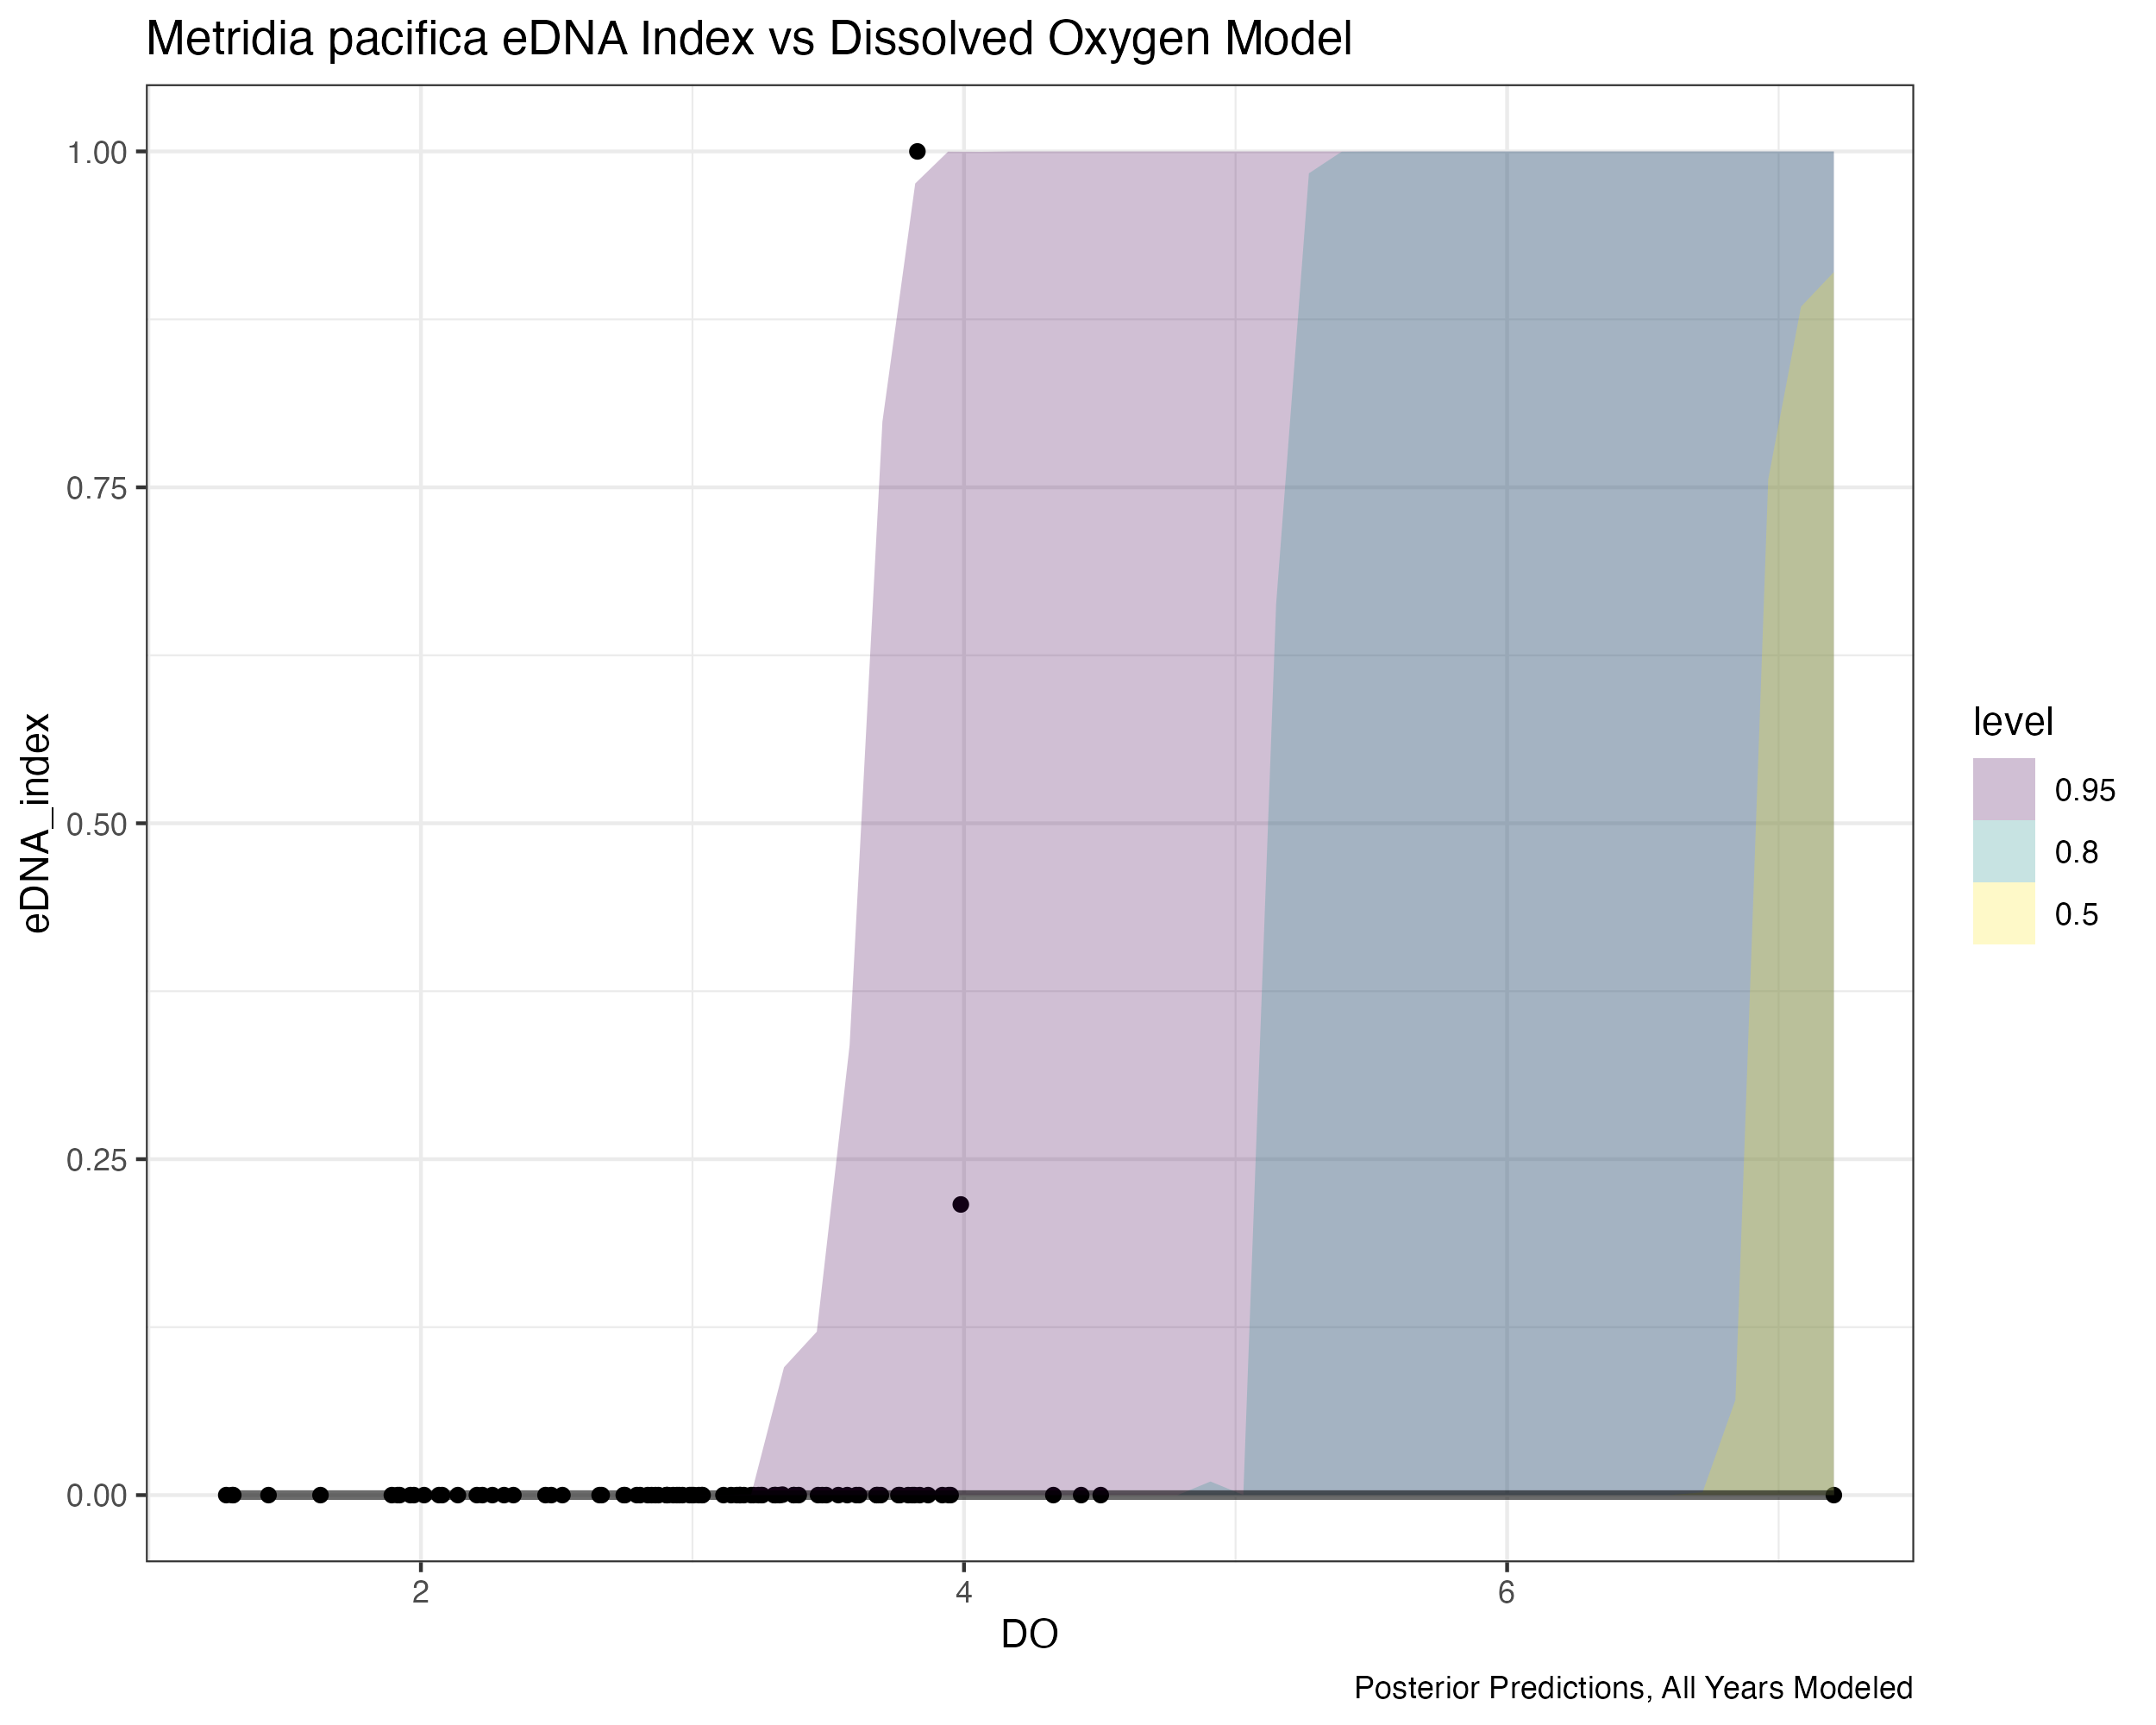 Metridia pacifica eDNA Index vs Dissolved Oxygen Model
1.00
0.75
0.50
0.25
0.00
eDNA_index
2
4
6
DO
level
0.95
0.8
0.5
Posterior Predictions, All Years Modeled